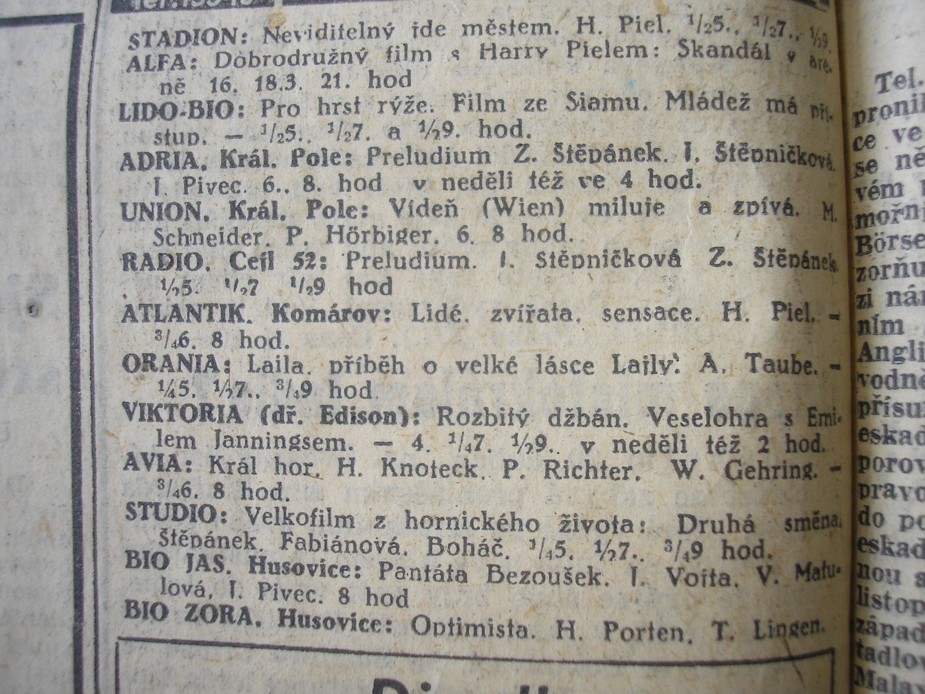 STADION: Neviditelný jde městem. H. Piel. ½5., ½7., ½9.
ALFA: Dobrodružný film s Harry Pielem: Skandál v aré-
ně 16. 18.3. 21. hod
LIDO-BIO: Pro hrst rýže. Film ze Siamu. Mládež má pří-
stup. — ½5., ½7. a ½9. hod.
ADRIA, Král. Pole: Preludium Z. Štěpánek. J. Štěpničková,
J. Pivec. 6., 8. hod v neděli též ve 4 hod.
UNION, Král. Pole: Vídeň (Wien) miluje a zpívá. M.
Schneider. P. Hörbiger. 6. 8 hod.
RADIO, Cejl 52: Preludium. J. Štěpničková Z. Štěpánek
½5. ½7 ½9 hod
ATLANTIK, Komárov: Lidé. zvířata. sensace. H. Piel. -
¾6. 8 hod.
ORANIA: Laila. příběh o velké lásce Lajly. A. Taube. -
¼5. ½7., ¾9 hod
VIKTORIA (dř. Edison): Rozbitý džbán. Veselohra s Emi-
lem Janningsem. — 4. ¼7. ½9. v neděli též 2 hod.
AVIA: Král hor. H. Knoteck. P. Richter. W. Gehring. -
¾6. 8 hod.
STUDIO: Velkofilm z hornického života: Druhá směna.
Štěpánek. Fabiánová. Boháč. ¾5. ½7., ¾9 hod.
BIO JAS, Husovice: Pantáta Bezoušek. J. Vojta. V. Matu-
lová, J. Pivec. 8 hod
BIO ZORA, Husovice: Optimista. H. Porten. T. Lingen.
Tel.
pronik
ce ve
se ně
vém
mořni
Börse
zorňu
zi nár
ním
Angli
vodně
přísu
eskad
porov
pravo
do po
eskad
nou s
listop
západ
tadlov
Malax